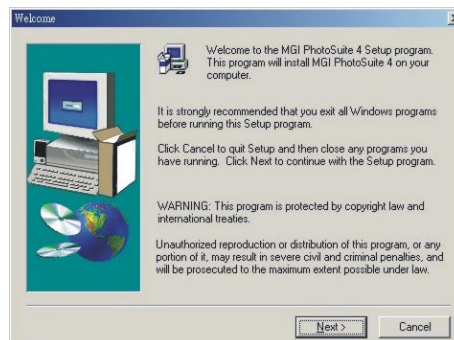 Welcome
Welcome to the MGI PhotoSuite 4 Setup program.
This program will install MGI PhotoSuite 4 on your
computer.
It is strongly recommended that you exit all Windows programs
before running this Setup program.
Click Cancel to quit Setup and then close any programs you
have running. Click Next to continue with the Setup program.
WARNING: This program is protected by copyright law and
international treaties.
Unauthorized reproduction or distribution of this program, or any
portion of it, may result in severe civil and criminal penalties, and
will be prosecuted to the maximum extent possible under law.
Next >
Cancel